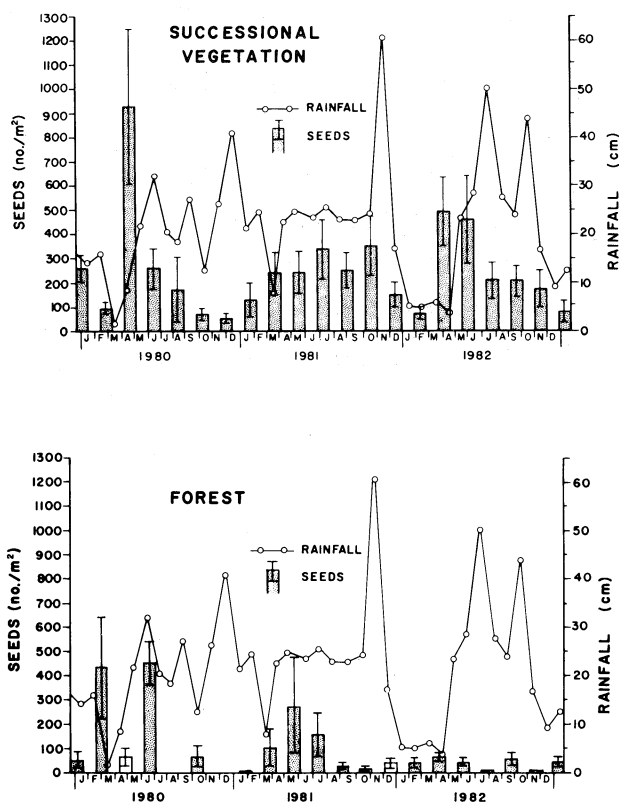 SUCCESSIONAL
VEGETATION
SEEDS (no./m²)
1300
1200
1100
1000
900
800
700
600
500
400
300
200
100
0
RAINFALL
SEEDS
60
50
40
30
20
10
0
RAINFALL (cm)
J F M A M J J A S O N D J F M A M J J A S O N D J F M A M J J A S O N D
1980 1981 1982
FOREST
SEEDS (no./m²)
1300
1200
1100
1000
900
800
700
600
500
400
300
200
100
0
RAINFALL
SEEDS
60
50
40
30
20
10
0
RAINFALL (cm)
J F M A M J J A S O N D J F M A M J J A S O N D J F M A M J J A S O N D
1980 1981 1982